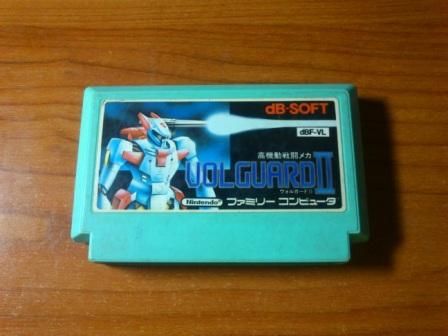 dB-SOFT
dBF-VL
高機動戦闘メカ
VOLGUARD II
ウォルガードII
Nintendo ファミリー コンピュータ